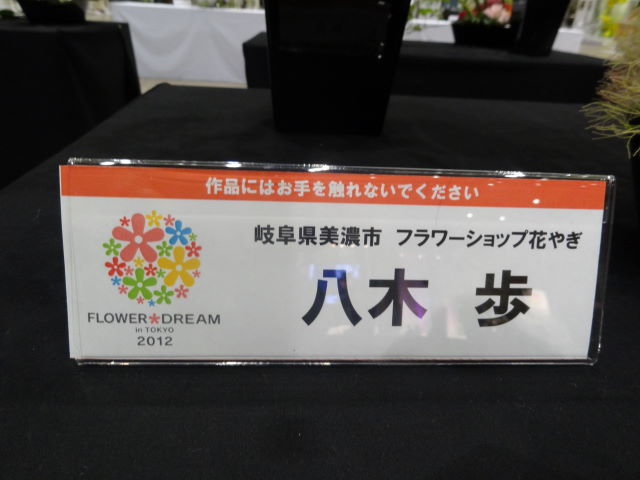 作品にはお手を触れないでください
岐阜県美濃市 フラワーショップ花やぎ
八木 歩
FLOWER*DREAM
in TOKYO
2012